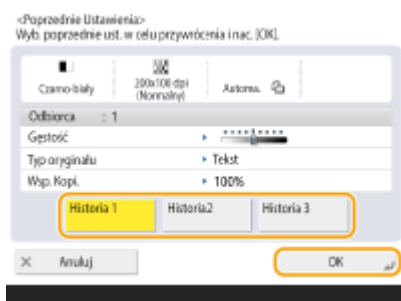 <Poprzednie Ustawienia>
Wyb. poprzednie ust. w celu przywrócenia i nac. [OK].
Czarno-biały
200x100 dpi
(Normalny)
Automa.
Odbiorca : 1
Gęstość
Typ oryginału
Tekst
Wsp. Kopi.
100%
Historia 1 Historia2 Historia 3
× Anuluj OK